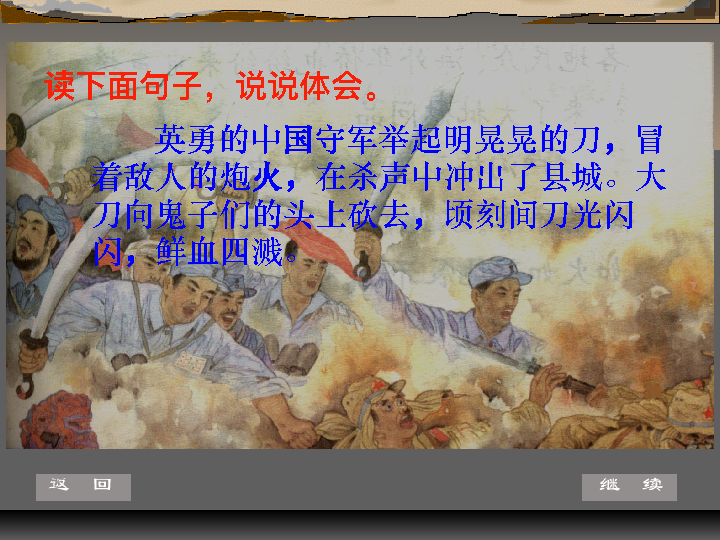 读下面句子，说说体会。
英勇的中国守军举起明晃晃的刀，冒
着敌人的炮火，在杀声中冲出了县城。大
刀向鬼子们的头上砍去，顷刻间刀光闪
闪，鲜血四溅。
返 回
继 续